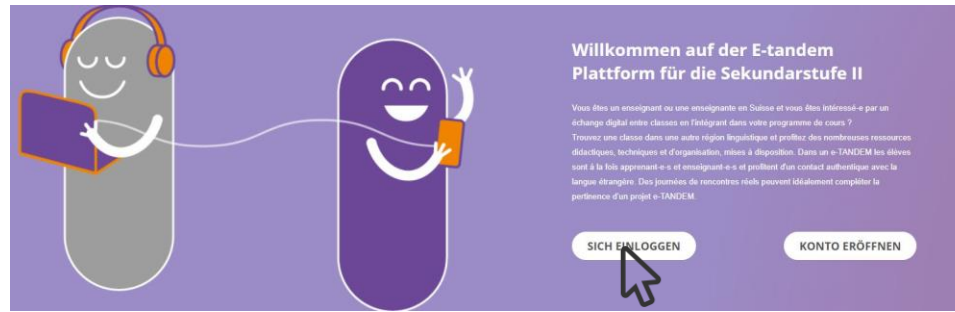 Willkommen auf der E-tandem
Plattform für die Sekundarstufe II
Vous êtes un enseignant ou une enseignante en Suisse et vous êtes intéressé-e par un
échange digital entre classes en l'intégrant dans votre programme de cours ?
Trouvez une classe dans une autre région linguistique et profitez des nombreuses ressources
didactiques, techniques et d'organisation, mises à disposition. Dans un e-TANDEM les élèves
sont à la fois apprenant-e-s et enseignant-e-s et profitent d'un contact authentique avec la
langue étrangère. Des journées de rencontres réels peuvent idéalement compléter la
pertinence d'un projet e-TANDEM.
SICH EINLOGGEN
KONTO ERÖFFNEN